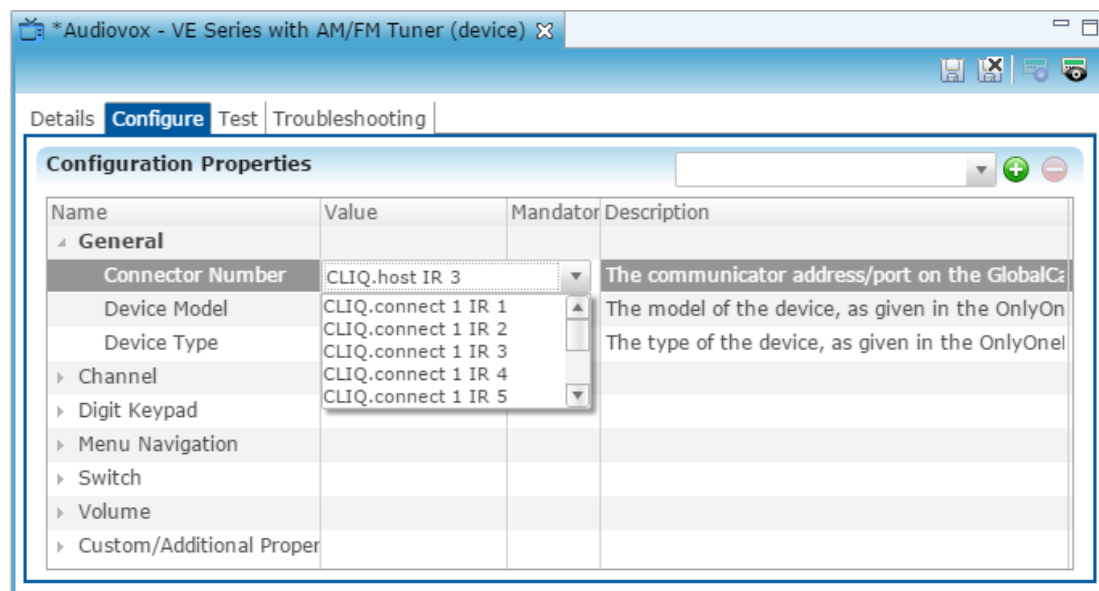 *Audiovox - VE Series with AM/FM Tuner (device)
Details Configure Test Troubleshooting
Configuration Properties
Name Value Mandator Description
General
Connector Number CLIQ.host IR 3 The communicator address/port on the GlobalCa
Device Model CLIQ.connect 1 IR 1 The model of the device, as given in the OnlyOn
CLIQ.connect 1 IR 2
Device Type CLIQ.connect 1 IR 3 The type of the device, as given in the OnlyOneI
Channel CLIQ.connect 1 IR 4
CLIQ.connect 1 IR 5
Digit Keypad
Menu Navigation
Switch
Volume
Custom/Additional Proper